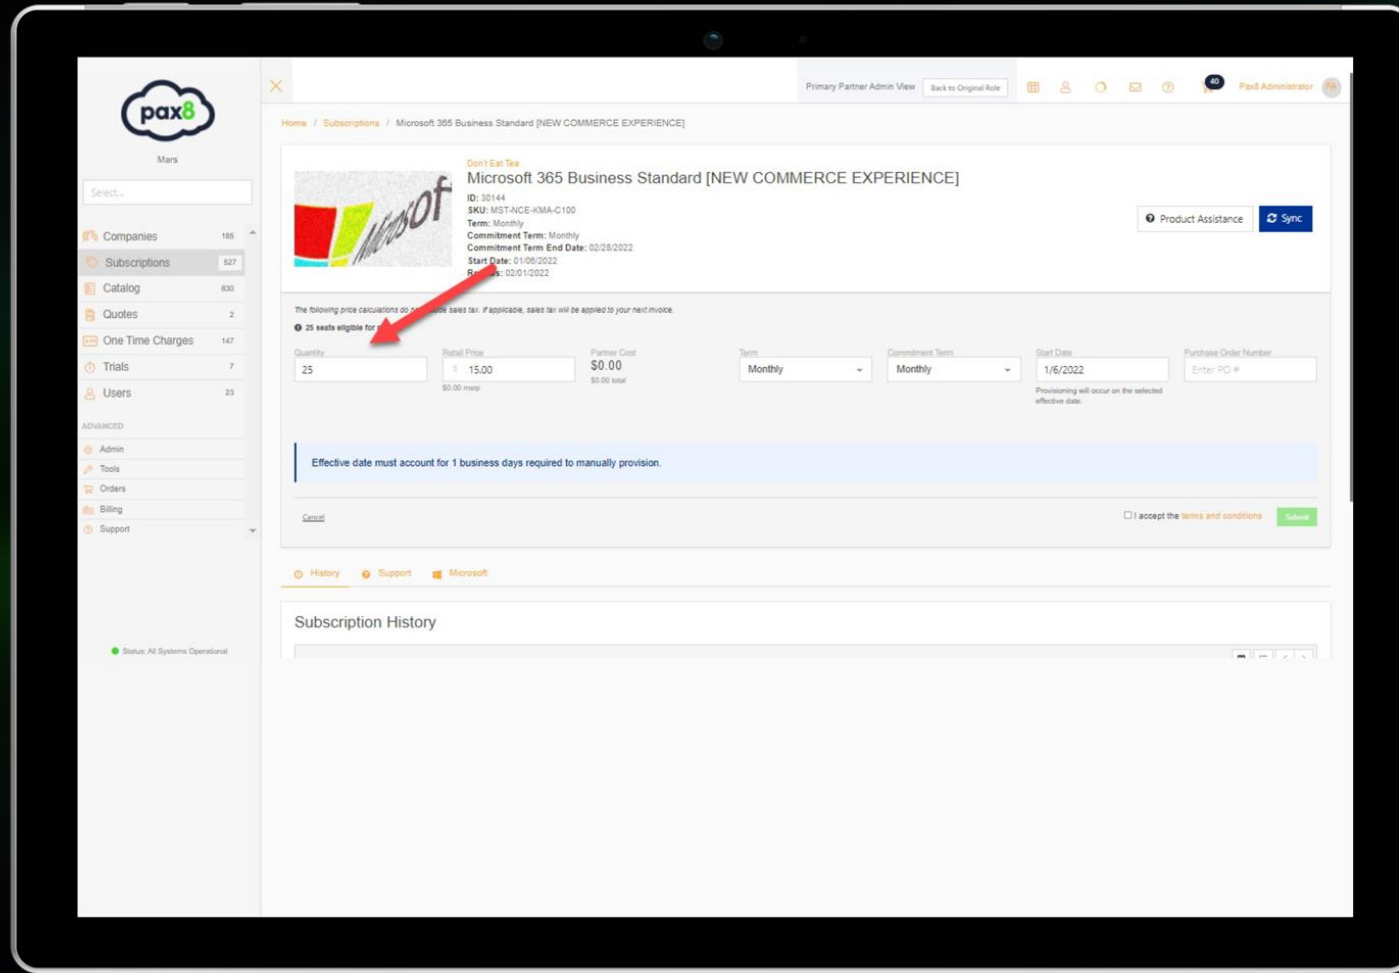 pax8
Mars
Select...
Companies 185
Subscriptions 527
Catalog 630
Quotes 2
One Time Charges 147
Trials 7
Users 23
ADVANCED
Admin
Tools
Orders
Billing
Support
Status: All Systems Operational
Primary Partner Admin View Back to Original Role 40 Pax8 Administrator PA
Home / Subscriptions / Microsoft 365 Business Standard [NEW COMMERCE EXPERIENCE]
Microsoft
Don't Eat Tea
Microsoft 365 Business Standard [NEW COMMERCE EXPERIENCE]
ID: 30144
SKU: MST-NCE-KMA-C100
Term: Monthly
Commitment Term: Monthly
Commitment Term End Date: 02/28/2022
Start Date: 01/06/2022
02/01/2022
Product Assistance Sync
The following price calculations do sales tax. If applicable, sales tax will be applied to your next invoice.
25 seats eligible for
Quantity Retail Price Partner Cost Term Commitment Term Start Date Purchase Order Number
25 $ 15.00 $0.00 Monthly Monthly 1/6/2022 Enter PO #
$0.00 msrp $0.00 total Provisioning will occur on the selected
effective date.
Effective date must account for 1 business days required to manually provision.
Cancel I accept the terms and conditions Submit
History Support Microsoft
Subscription History